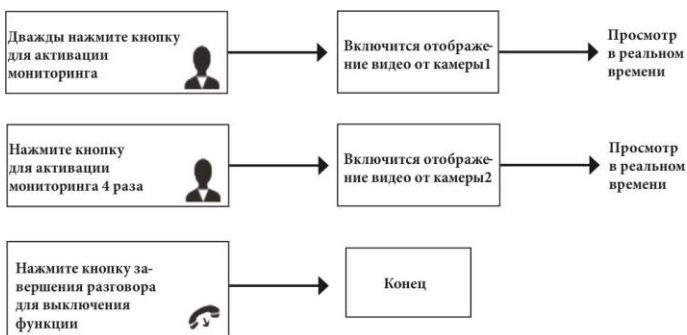 Дважды нажмите кнопку
для активации
мониторинга
Включится отображе-
ние видео от камеры1
Просмотр
в реальном
времени
Нажмите кнопку
для активации
мониторинга 4 раза
Включится отображе-
ние видео от камеры2
Просмотр
в реальном
времени
Нажмите кнопку за-
вершения разговора
для выключения
функции
Конец